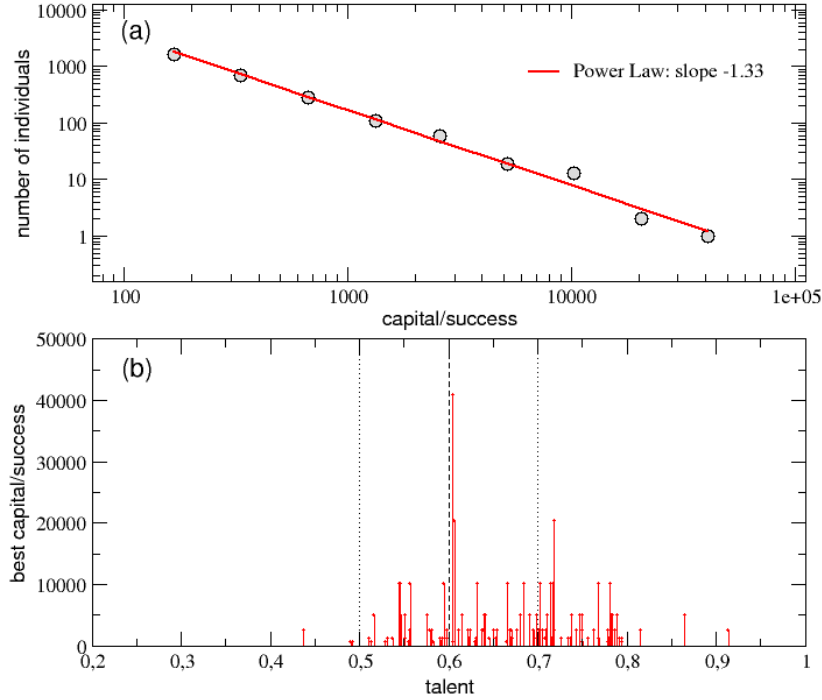 (a)
10000
1000
100
10
1
number of individuals
Power Law: slope -1.33
100 1000 10000 1e+05
capital/success
(b)
50000
40000
30000
20000
10000
0
best capital/success
0,2 0,3 0,4 0,5 0,6 0,7 0,8 0,9 1
talent